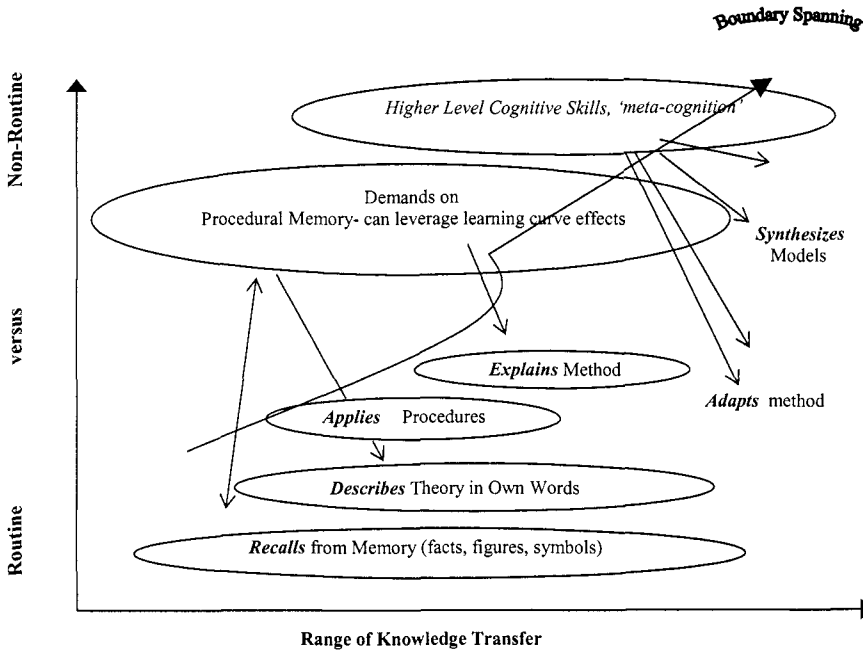 Boundary Spanning
Non-Routine
versus
Routine
Higher Level Cognitive Skills, 'meta-cognition'
Demands on
Procedural Memory- can leverage learning curve effects
Synthesizes
Models
Explains Method
Adapts method
Applies Procedures
Describes Theory in Own Words
Recalls from Memory (facts, figures, symbols)
Range of Knowledge Transfer